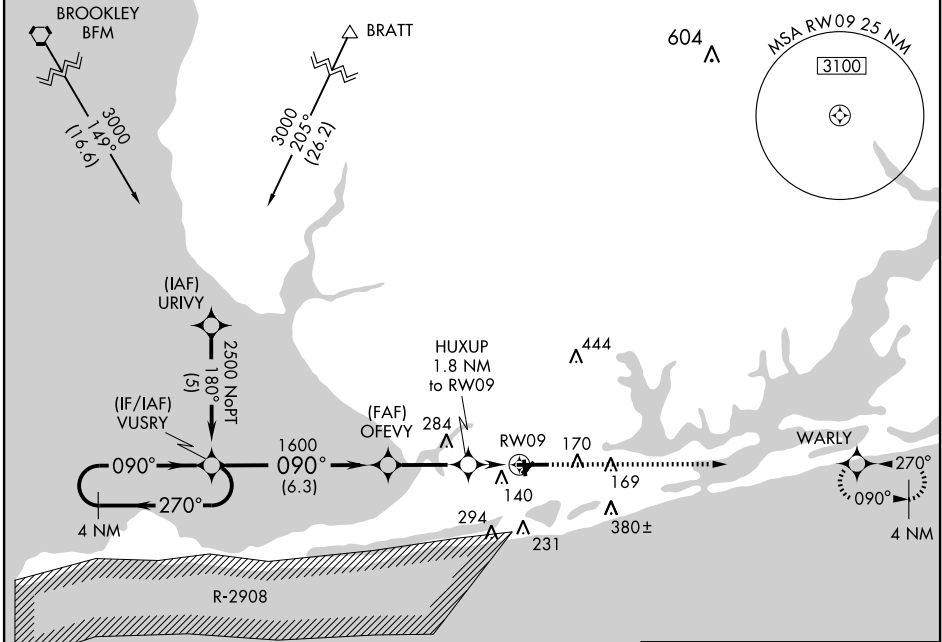 BROOKLEY
BFM
3000
149°
(16.6)
BRATT
3000
205°
(26.2)
604
MSA RW09 25 NM
3100
(IAF)
URIVY
2500 NoPT
180°
(5)
(IF/IAF)
VUSRY
090°
270°
4 NM
1600
090°
(6.3)
(FAF)
OFEVY
284
HUXUP
1.8 NM
to RW09
444
RW09
170
169
140
294
231
380±
WARLY
270°
090°
4 NM
R-2908